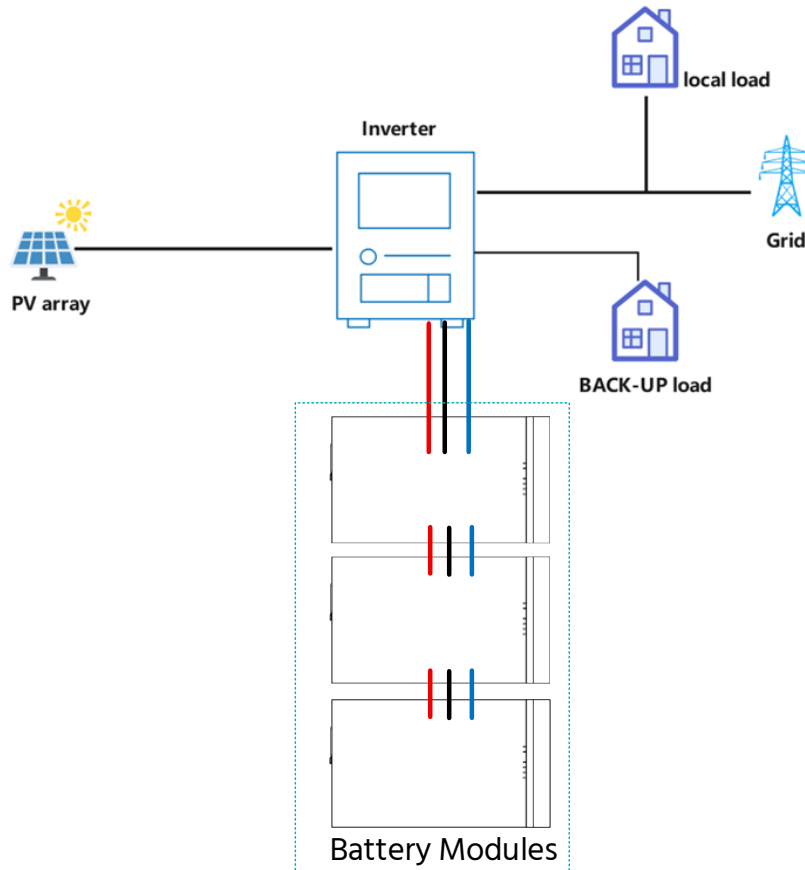 local load
Inverter
Grid
PV array
BACK-UP load
Battery Modules